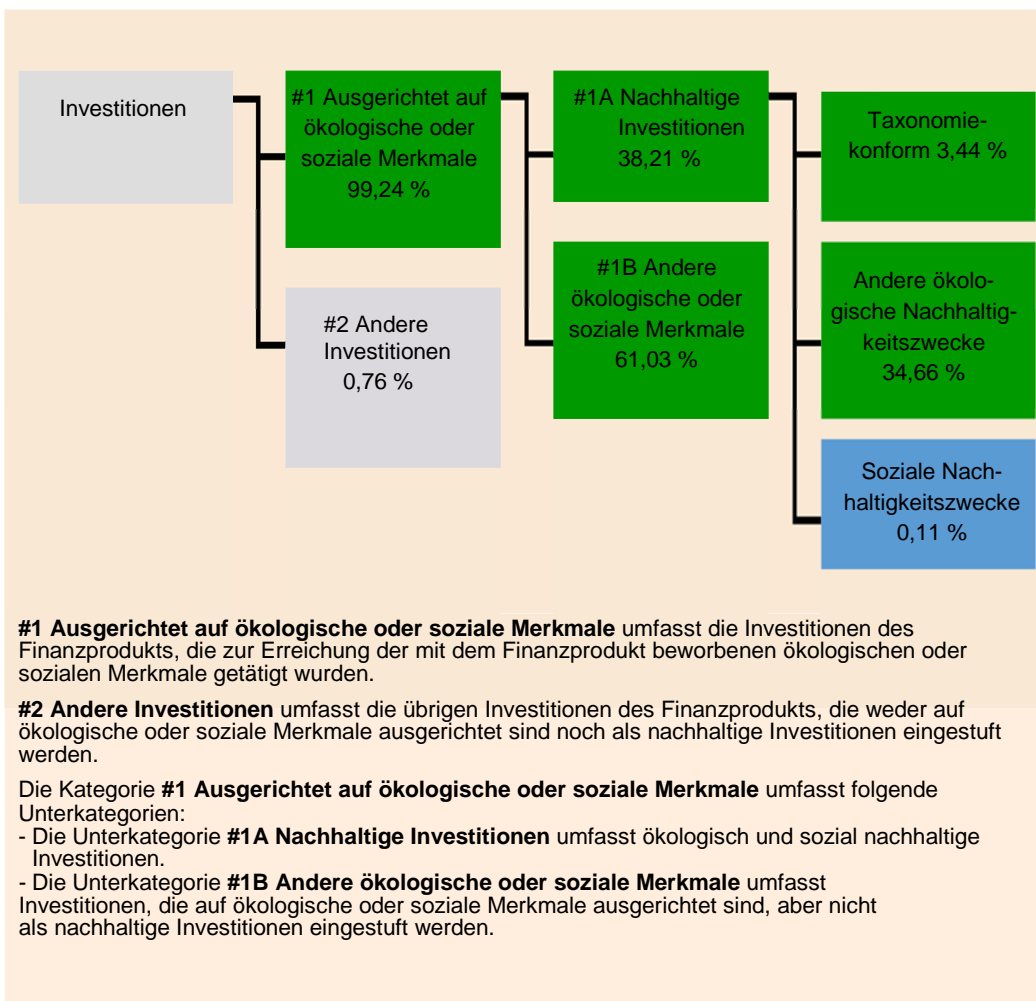 Investitionen
#1 Ausgerichtet auf
ökologische oder
soziale Merkmale
99,24 %
#2 Andere
Investitionen
0,76 %
#1A Nachhaltige
Investitionen
38,21 %
#1B Andere
ökologische oder
soziale Merkmale
61,03 %
Taxonomie-
konform 3,44 %
Andere ökolo-
gische Nachhaltig-
keitszwecke
34,66 %
Soziale Nach-
haltigkeitszwecke
0,11 %
#1 Ausgerichtet auf ökologische oder soziale Merkmale umfasst die Investitionen des
Finanzprodukts, die zur Erreichung der mit dem Finanzprodukt beworbenen ökologischen oder
sozialen Merkmale getätigt wurden.
#2 Andere Investitionen umfasst die übrigen Investitionen des Finanzprodukts, die weder auf
ökologische oder soziale Merkmale ausgerichtet sind noch als nachhaltige Investitionen eingestuft
werden.
Die Kategorie #1 Ausgerichtet auf ökologische oder soziale Merkmale umfasst folgende
Unterkategorien:
- Die Unterkategorie #1A Nachhaltige Investitionen umfasst ökologisch und sozial nachhaltige
Investitionen.
- Die Unterkategorie #1B Andere ökologische oder soziale Merkmale umfasst
Investitionen, die auf ökologische oder soziale Merkmale ausgerichtet sind, aber nicht
als nachhaltige Investitionen eingestuft werden.